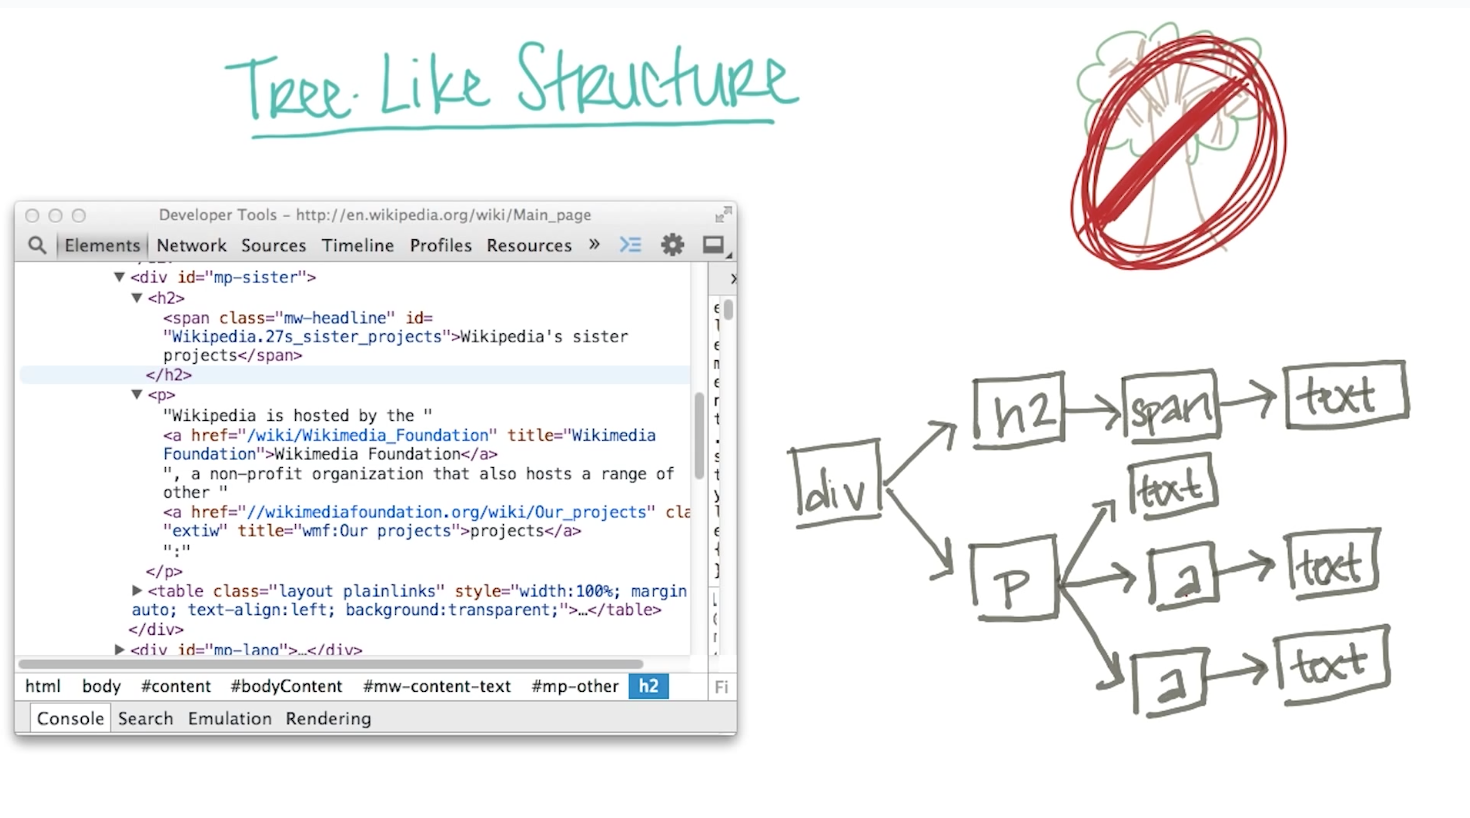 Tree-Like Structure
Developer Tools – http://en.wikipedia.org/wiki/Main_page
Elements Network Sources Timeline Profiles Resources »
▼<div id="mp-sister">
▼<h2>
<span class="mw-headline" id=
"Wikipedia.27s_sister_projects">Wikipedia's sister
projects</span>
</h2>
▼<p>
"Wikipedia is hosted by the "
<a href="/wiki/Wikimedia_Foundation" title="Wikimedia
Foundation">Wikimedia Foundation</a>
", a non-profit organization that also hosts a range of
other "
<a href="//wikimediafoundation.org/wiki/Our_projects" cla
"extiw" title="wmf:Our projects">projects</a>
":"
</p>
▶<table class="layout plainlinks" style="width:100%; margin
auto; text-align:left; background:transparent;">…</table>
</div>
▶<div id="mp-lang">…</div>
html body #content #bodyContent #mw-content-text #mp-other h2
Fi
Console Search Emulation Rendering
e
l
e
m
e
n
t
.
s
t
y
l
e
{
}
div
h2 span text
text
p a text
a text